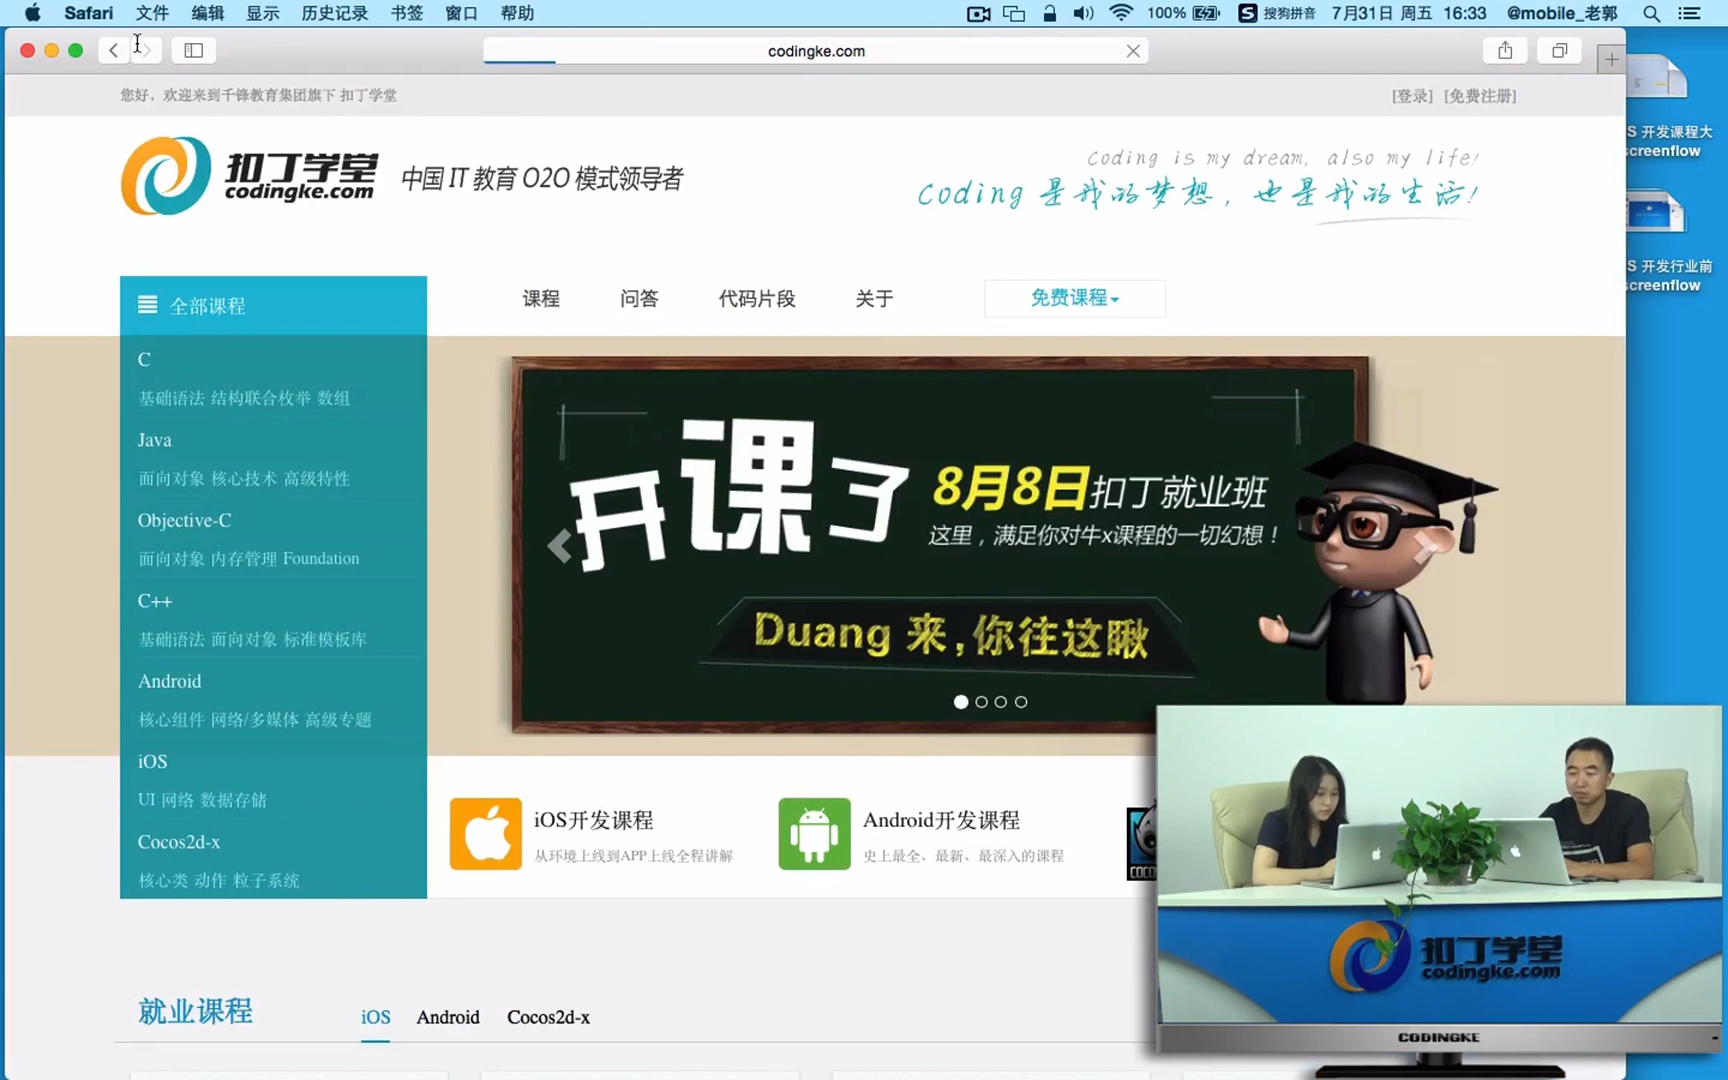 Safari 文件 编辑 显示 历史记录 书签 窗口 帮助 100% S 搜狗拼音 7月31日 周五 16:33 @mobile_老郭
codingke.com
您好，欢迎来到千锋教育集团旗下 扣丁学堂
[登录] [免费注册]
S 开发课程大
screenflow
扣丁学堂
codingke.com
中国 IT 教育 O2O 模式领导者
Coding is my dream, also my life!
Coding 是我的梦想，也是我的生活!
S 开发行业前
screenflow
全部课程
课程 问答 代码片段 关于 免费课程
C
基础语法 结构联合枚举 数组
Java
面向对象 核心技术 高级特性
Objective-C
面向对象 内存管理 Foundation
C++
基础语法 面向对象 标准模板库
Android
核心组件 网络/多媒体 高级专题
iOS
UI 网络 数据存储
Cocos2d-x
核心类 动作 粒子系统
开课了
8月8日扣丁就业班
这里，满足你对牛x课程的一切幻想！
Duang 来,你往这瞅
iOS开发课程
从环境上线到APP上线全程讲解
Android开发课程
史上最全、最新、最深入的课程
COCO
扣丁学堂
codingke.com
CODINGKE
就业课程 iOS Android Cocos2d-x